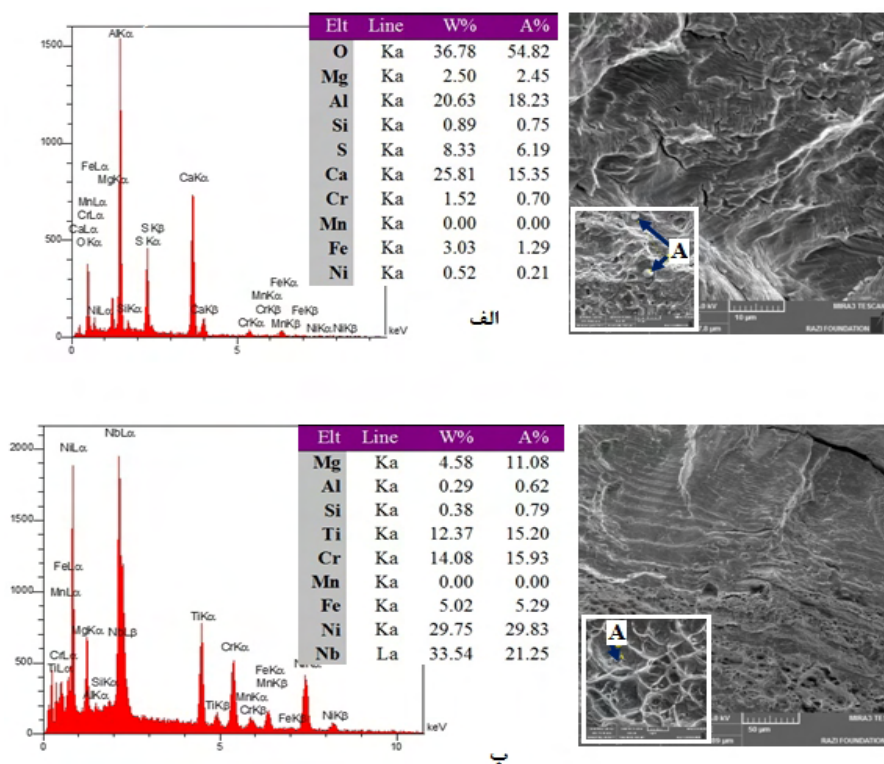 1500
1000
500
0
AlKα
FeLα
MgKα
MnLα
CrLα
CaLα
OKα
NiLα
SiKα
S Kβ
S Kα
CaKα
CaKβ
CrKα
FeKα
MnKα
CrKβ
FeKβ
MnKβ
NiKα NiKβ
0
5
keV
Elt Line W% A%
O Ka 36.78 54.82
Mg Ka 2.50 2.45
Al Ka 20.63 18.23
Si Ka 0.89 0.75
S Ka 8.33 6.19
Ca Ka 25.81 15.35
Cr Ka 1.52 0.70
Mn Ka 0.00 0.00
Fe Ka 3.03 1.29
Ni Ka 0.52 0.21
الف
A
10 µm
MIRA3 TESCAN
RAZI FOUNDATION
2000
1500
1000
500
0
NbLα
NiLα
FeLα
MnLα
MgKα
NbLβ
CrLα
TiLα
SiKα
AlKα
TiKα
TiKβ
CrKα
FeKα
MnKβ
MnKα
CrKβ
FeKβ
NiKβ
0
5
10
keV
Elt Line W% A%
Mg Ka 4.58 11.08
Al Ka 0.29 0.62
Si Ka 0.38 0.79
Ti Ka 12.37 15.20
Cr Ka 14.08 15.93
Mn Ka 0.00 0.00
Fe Ka 5.02 5.29
Ni Ka 29.75 29.83
Nb La 33.54 21.25
ب
A
50 µm
MIRA3 TESCAN
RAZI FOUNDATION